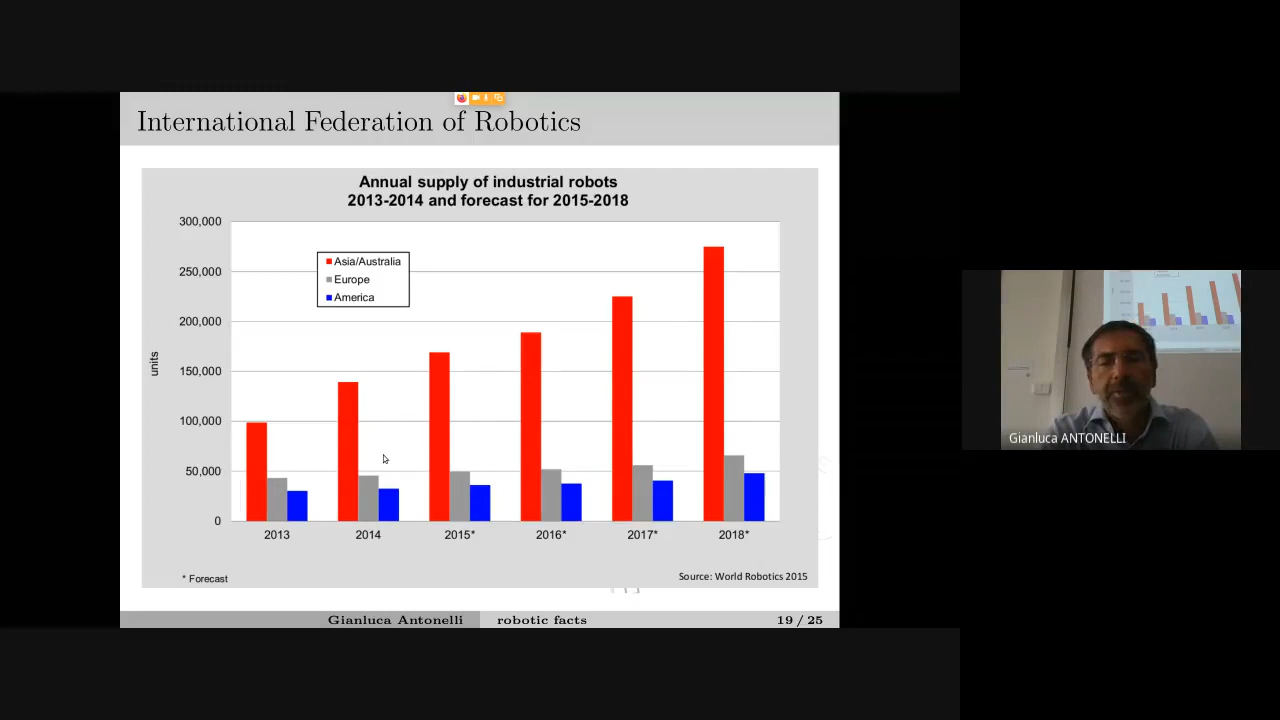 International Federation of Robotics
Annual supply of industrial robots
2013-2014 and forecast for 2015-2018
300,000
250,000
200,000
150,000
100,000
50,000
0
units
Asia/Australia
Europe
America
2013
2014
2015*
2016*
2017*
2018*
* Forecast
Source: World Robotics 2015
Gianluca Antonelli
robotic facts
19 / 25
Gianluca ANTONELLI